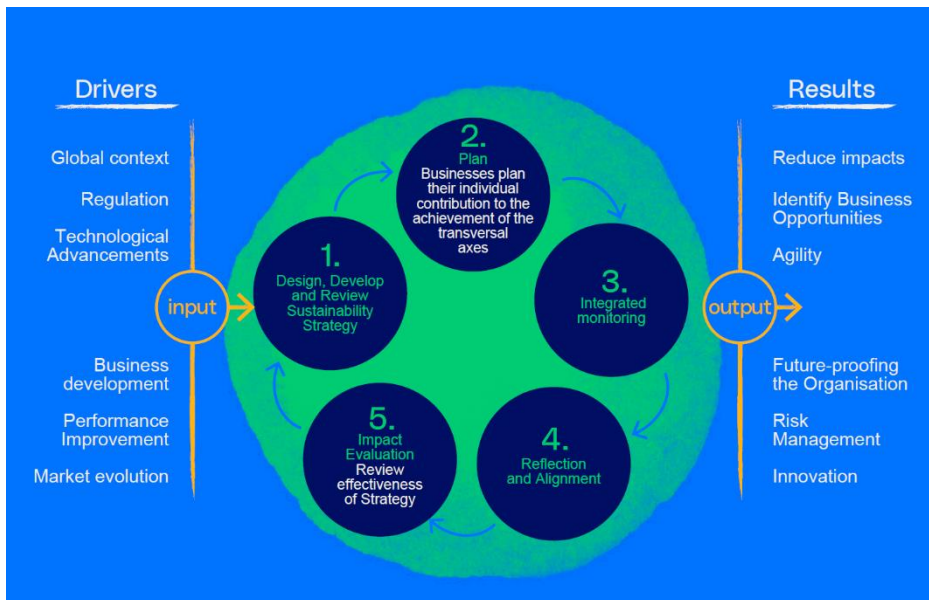 Drivers
Global context
Regulation
Technological
Advancements
input
Business
development
Performance
Improvement
Market evolution
1.
Design, Develop
and Review
Sustainability
Strategy
2.
Plan
Businesses plan
their individual
contribution to the
achievement of the
transversal
axes
3.
Integrated
monitoring
4.
Reflection
and Alignment
5.
Impact
Evaluation
Review
effectiveness
of Strategy
Results
Reduce impacts
Identify Business
Opportunities
Agility
output
Future-proofing
the Organisation
Risk
Management
Innovation